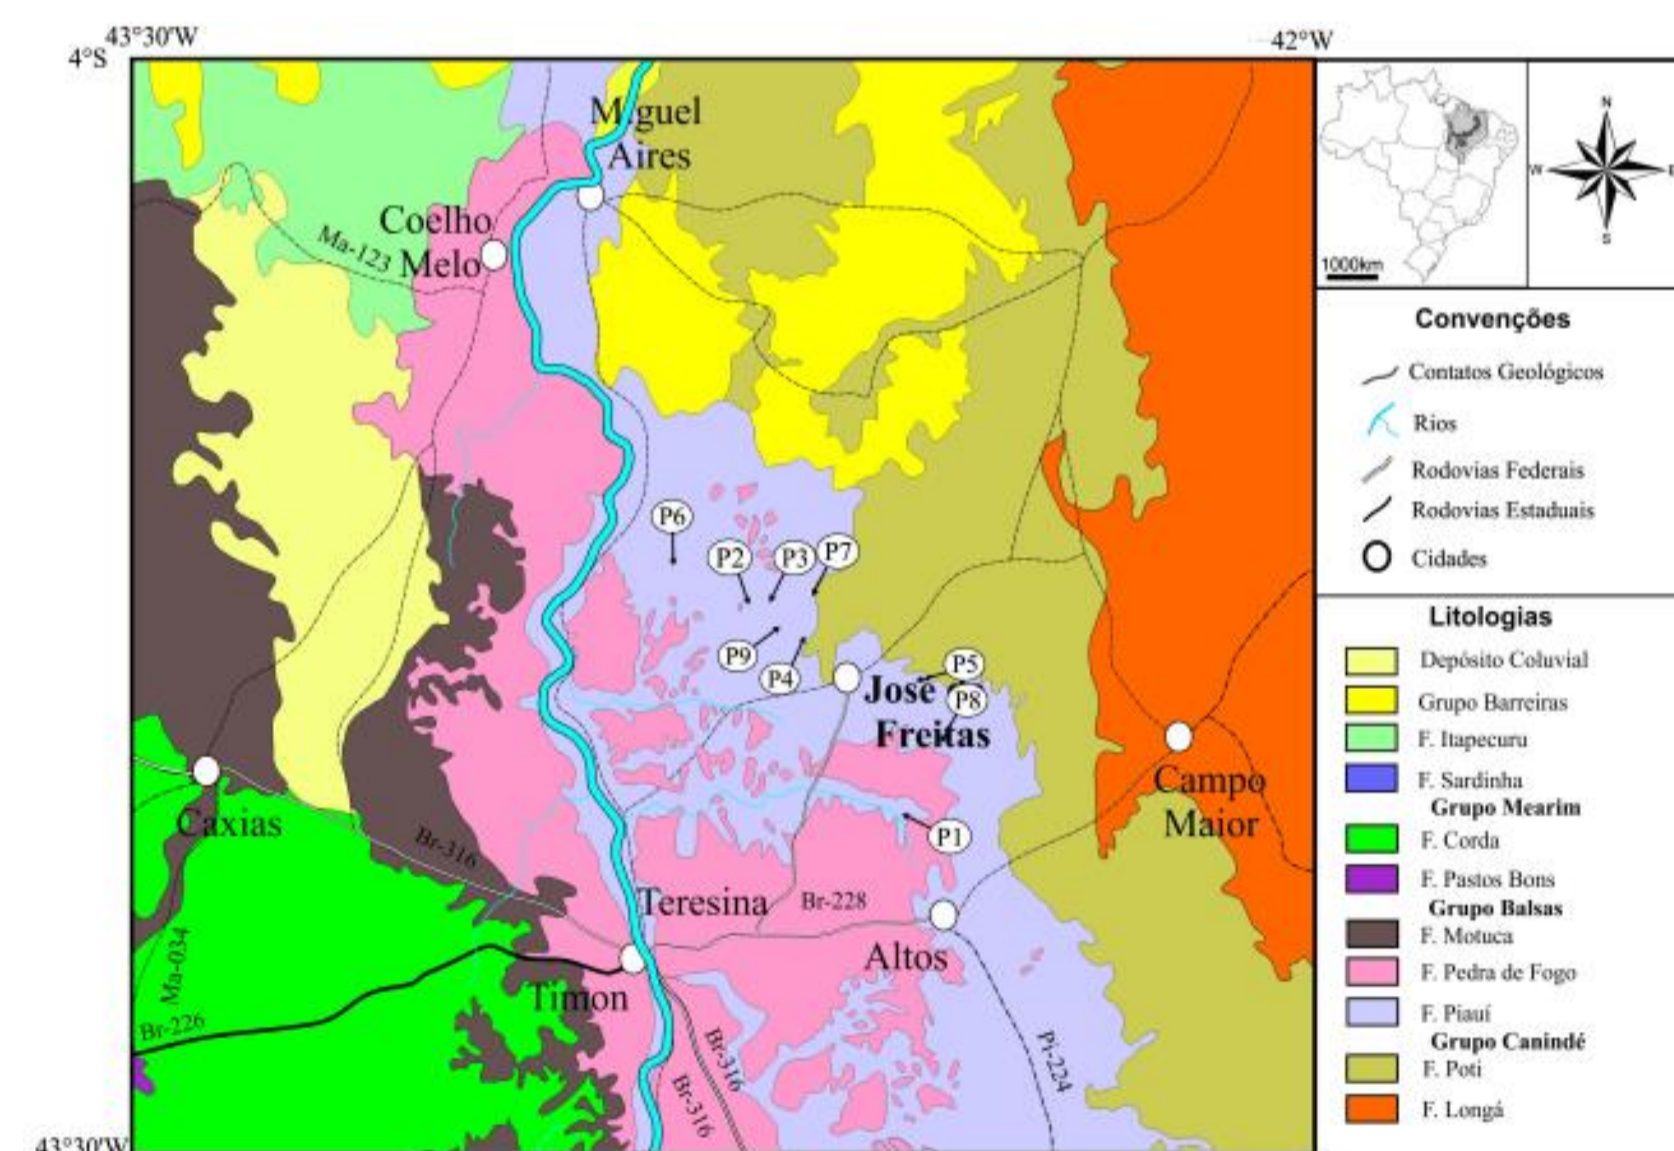 43°30'W
42°W
4°S
M.guel
Aires
Coelho
Melo
Ma-123
P6
P2
P3
P7
P9
P4
P5
José
P8
Freitas
Campo
Maior
Caxias
P1
Br-316
Teresina
Br-228
Altos
Ma-034
Timon
Br-226
Br-316
Br-316
Pi-224
43°30'W
N
W
E
S
1000km
Convenções
Contatos Geológicos
Rios
Rodovias Federais
Rodovias Estaduais
Cidades
Litologias
Depósito Coluvial
Grupo Barreiras
F. Itapecuru
F. Sardinha
Grupo Mearim
F. Corda
F. Pastos Bons
Grupo Balsas
F. Motuca
F. Pedra de Fogo
F. Piauí
Grupo Canindé
F. Poti
F. Longá